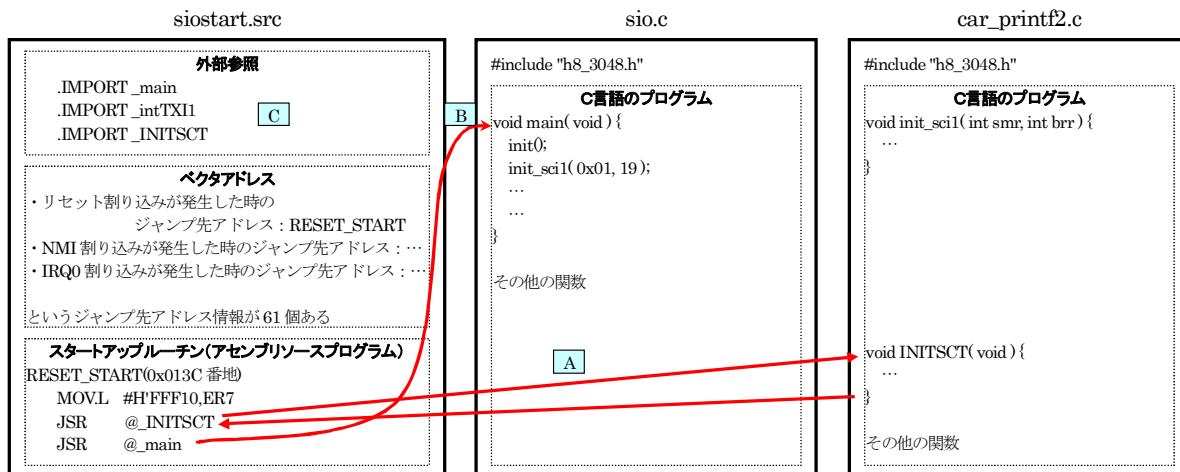 siostart.src
外部参照
.IMPORT _main
.IMPORT _intTXI1
.IMPORT _INITSCT
C
ベクタアドレス
・リセット割り込みが発生した時の
ジャンプ先アドレス：RESET_START
・NMI 割り込みが発生した時のジャンプ先アドレス：…
・IRQ0 割り込みが発生した時のジャンプ先アドレス：…
というジャンプ先アドレス情報が 61 個ある
スタートアップルーチン(アセンブリソースプログラム)
RESET_START(0x013C 番地)
MOV.L #H'FFF10,ER7
JSR @_INITSCT
JSR @_main
B
sio.c
#include "h8_3048.h"
C言語のプログラム
void main( void ) {
init();
init_sci1( 0x01, 19 );
…
…
}
その他の関数
A
car_printf2.c
#include "h8_3048.h"
C言語のプログラム
void init_sci1( int smr, int brr ) {
…
}
void INITSCT( void ) {
…
}
その他の関数